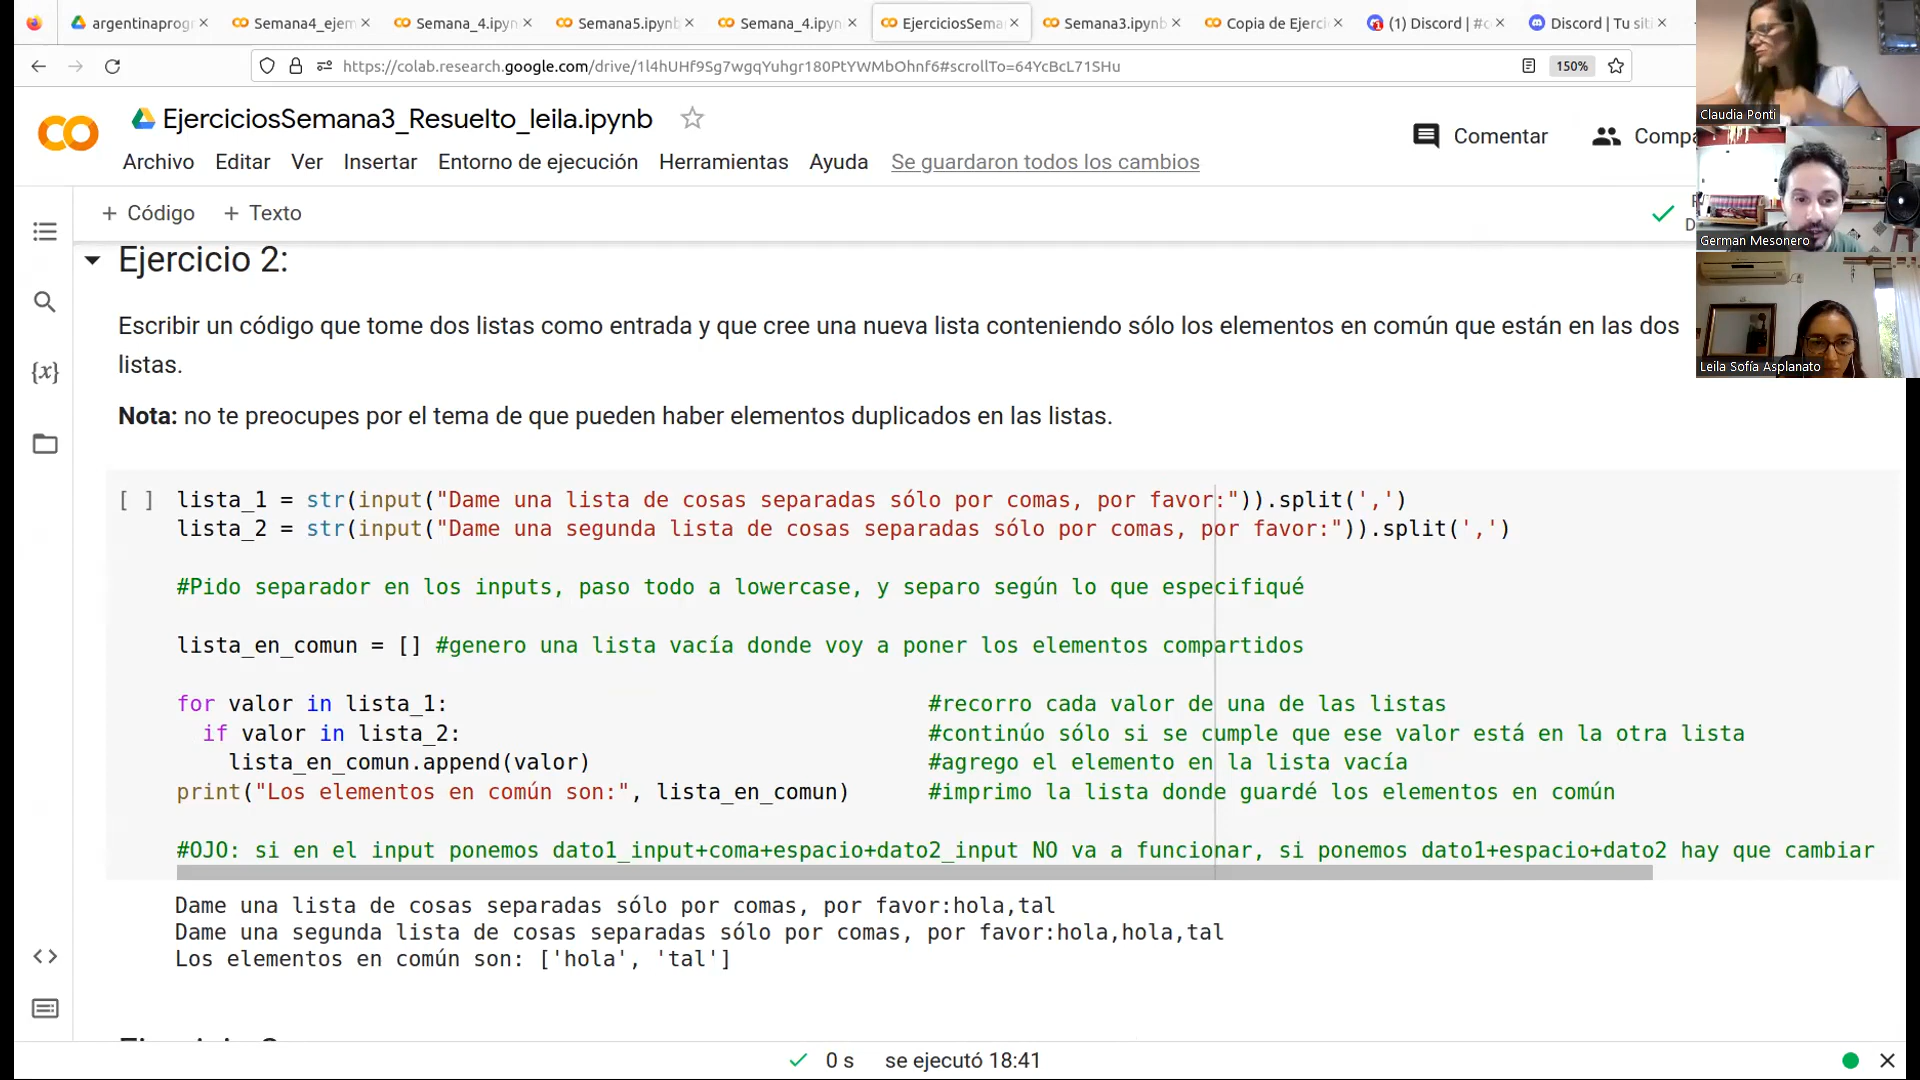 argentinaprog
Semana4_ejem
Semana_4.ipyn
Semana5.ipynb
Semana_4.ipyn
EjerciciosSema
Semana3.ipynb
Copia de Ejerci
(1) Discord | #c
Discord | Tu siti
https://colab.research.google.com/drive/1l4hUHf9Sg7wgqYuhgr180PtYWMbOhnf6#scrollTo=64YcBcL71SHu
150%
EjerciciosSemana3_Resuelto_leila.ipynb
Comentar
Compa
Archivo Editar Ver Insertar Entorno de ejecución Herramientas Ayuda Se guardaron todos los cambios
+ Código + Texto
Claudia Ponti
German Mesonero
Leila Sofía Asplanato
Ejercicio 2:
Escribir un código que tome dos listas como entrada y que cree una nueva lista conteniendo sólo los elementos en común que están en las dos
listas.
Nota: no te preocupes por el tema de que pueden haber elementos duplicados en las listas.
[ ] lista_1 = str(input("Dame una lista de cosas separadas sólo por comas, por favor:")).split(',')
lista_2 = str(input("Dame una segunda lista de cosas separadas sólo por comas, por favor:")).split(',')
#Pido separador en los inputs, paso todo a lowercase, y separo según lo que especifiqué
lista_en_comun = [] #genero una lista vacía donde voy a poner los elementos compartidos
for valor in lista_1: #recorro cada valor de una de las listas
if valor in lista_2: #continúo sólo si se cumple que ese valor está en la otra lista
lista_en_comun.append(valor) #agrego el elemento en la lista vacía
print("Los elementos en común son:", lista_en_comun) #imprimo la lista donde guardé los elementos en común
#OJO: si en el input ponemos dato1_input+coma+espacio+dato2_input NO va a funcionar, si ponemos dato1+espacio+dato2 hay que cambiar
Dame una lista de cosas separadas sólo por comas, por favor:hola,tal
Dame una segunda lista de cosas separadas sólo por comas, por favor:hola,hola,tal
Los elementos en común son: ['hola', 'tal']
0 s se ejecutó 18:41